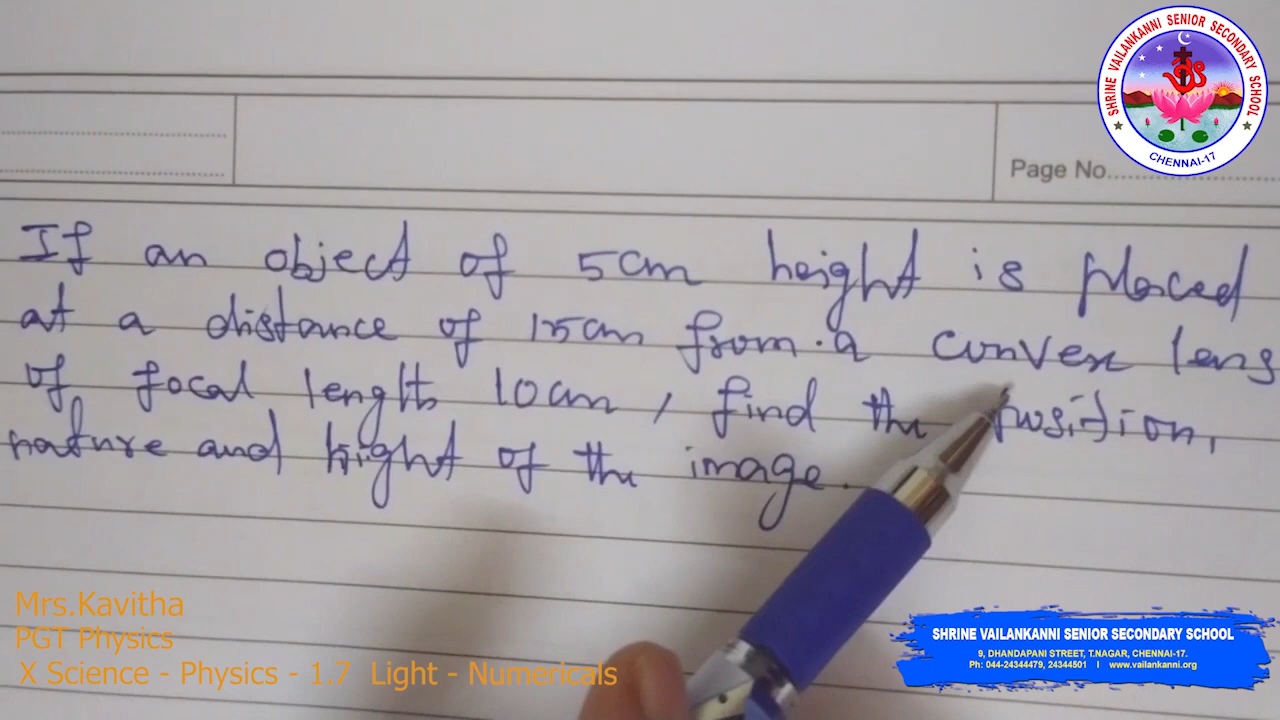 SHRINE VAILANKANNI SENIOR SECONDARY SCHOOL
CHENNAI-17
Page No.
If an object of 5cm height is placed
at a distance of 15cm from a convex lens
of focal length 10cm, find the position,
nature and hight of the image.
Mrs.Kavitha
PGT Physics
X Science - Physics - 1.7 Light - Numericals
SHRINE VAILANKANNI SENIOR SECONDARY SCHOOL
9, DHANDAPANI STREET, T.NAGAR, CHENNAI-17.
Ph: 044-24344479, 24344501 I www.vailankanni.org